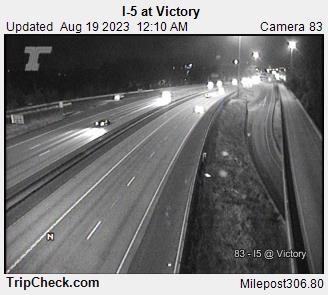 I-5 at Victory
Updated Aug 19 2023 12:10 AM Camera 83
T
N
83 - I5 @ Victory
TripCheck.com Milepost306.80